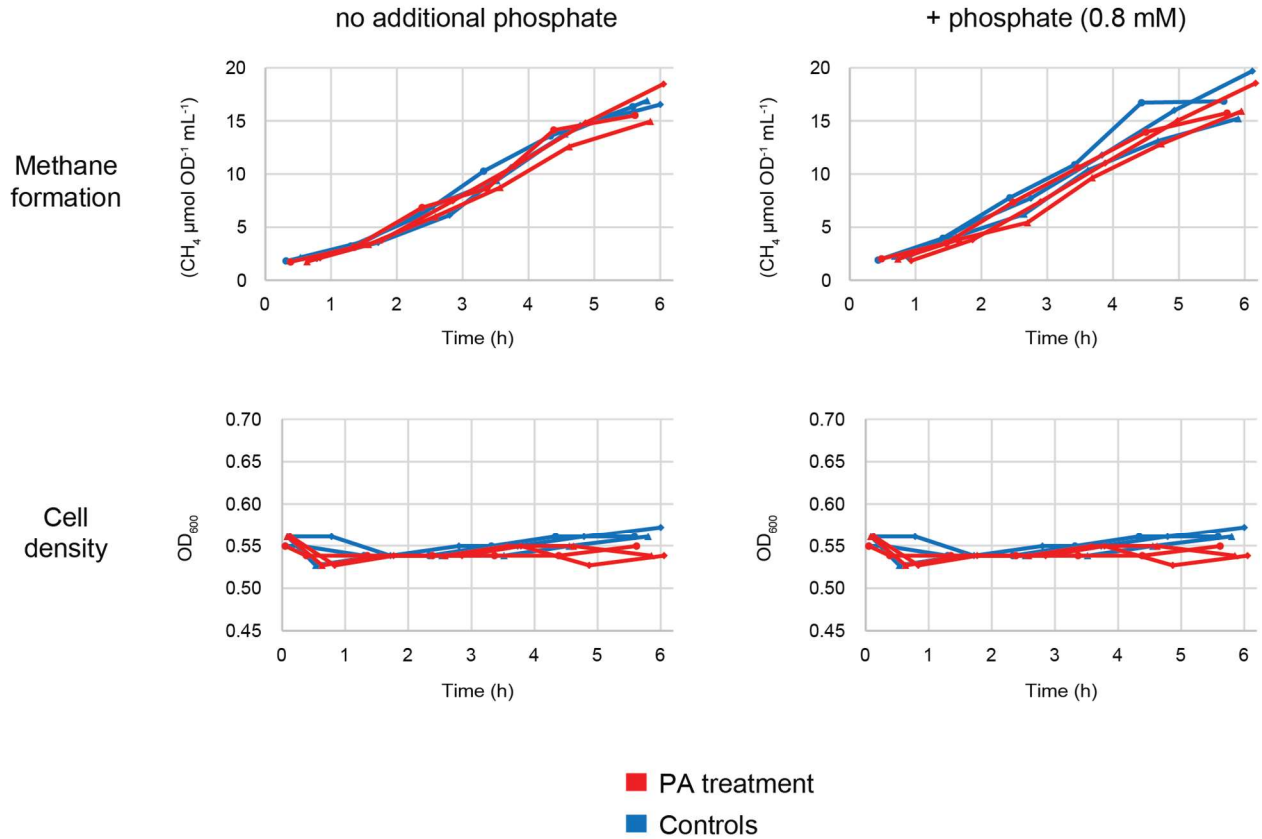 no additional phosphate
+ phosphate (0.8 mM)
Methane
formation
(CH₄ µmol OD⁻¹ mL⁻¹)
20
15
10
5
0
0 1 2 3 4 5 6
Time (h)
(CH₄ µmol OD⁻¹ mL⁻¹)
20
15
10
5
0
0 1 2 3 4 5 6
Time (h)
Cell
density
OD₆₀₀
0.70
0.65
0.60
0.55
0.50
0.45
0 1 2 3 4 5 6
Time (h)
OD₆₀₀
0.70
0.65
0.60
0.55
0.50
0.45
0 1 2 3 4 5 6
Time (h)
PA treatment
Controls